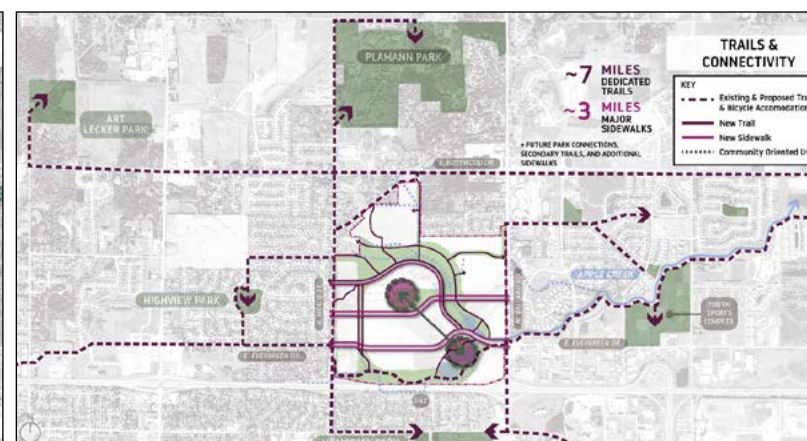 PLAMANN PARK
ART
LECKER PARK
~7 MILES
DEDICATED
TRAILS
~3 MILES
MAJOR
SIDEWALKS
+ FUTURE PARK CONNECTIONS,
SECONDARY TRAILS, AND ADDITIONAL
SIDEWALKS
TRAILS &
CONNECTIVITY
KEY
Existing & Proposed Tra
& Bicycle Accomodation
New Trail
New Sidewalk
Community Oriented U
HIGHVIEW PARK
E. EVERGREEN DR.
APPLE CREEK
YOUTH
SPORTS
COMPLEX
E. EVERGREEN DR.